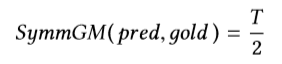 SymmGM(pred, gold) = T/2